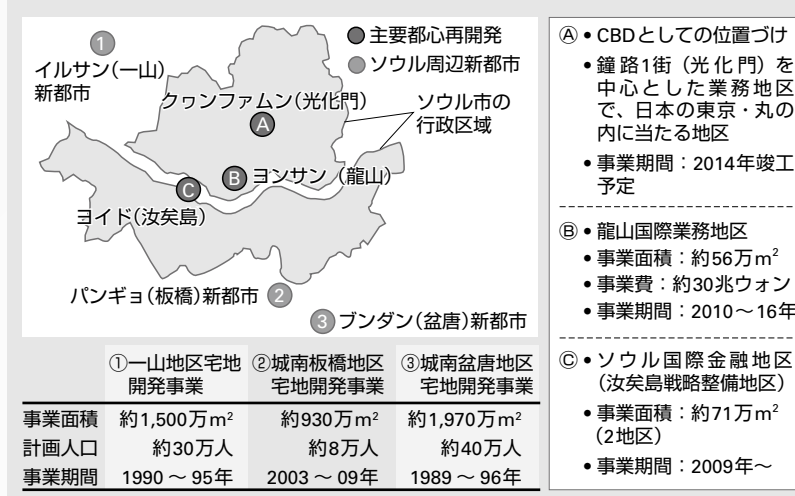 ● 主要都心再開発
● ソウル周辺新都市
1
イルサン(一山)
新都市
クヮンファムン(光化門)
A
ソウル市の
行政区域
B
ヨンサン(龍山)
C
ヨイド(汝矣島)
パンギョ(板橋)新都市
2
3
ブンダン(盆唐)新都市
①一山地区宅地
開発事業
②城南板橋地区
宅地開発事業
③城南盆唐地区
宅地開発事業
事業面積 約1,500万m² 約930万m² 約1,970万m²
計画人口 約30万人 約8万人 約40万人
事業期間 1990～95年 2003～09年 1989～96年
Ⓐ • CBDとしての位置づけ
• 鐘路1街(光化門)を
中心とした業務地区
で、日本の東京・丸の
内に当たる地区
• 事業期間：2014年竣工
予定
Ⓑ • 龍山国際業務地区
• 事業面積：約56万m²
• 事業費：約30兆ウォン
• 事業期間：2010～16年
Ⓒ • ソウル国際金融地区
(汝矣島戦略整備地区)
• 事業面積：約71万m²
(2地区)
• 事業期間：2009年～